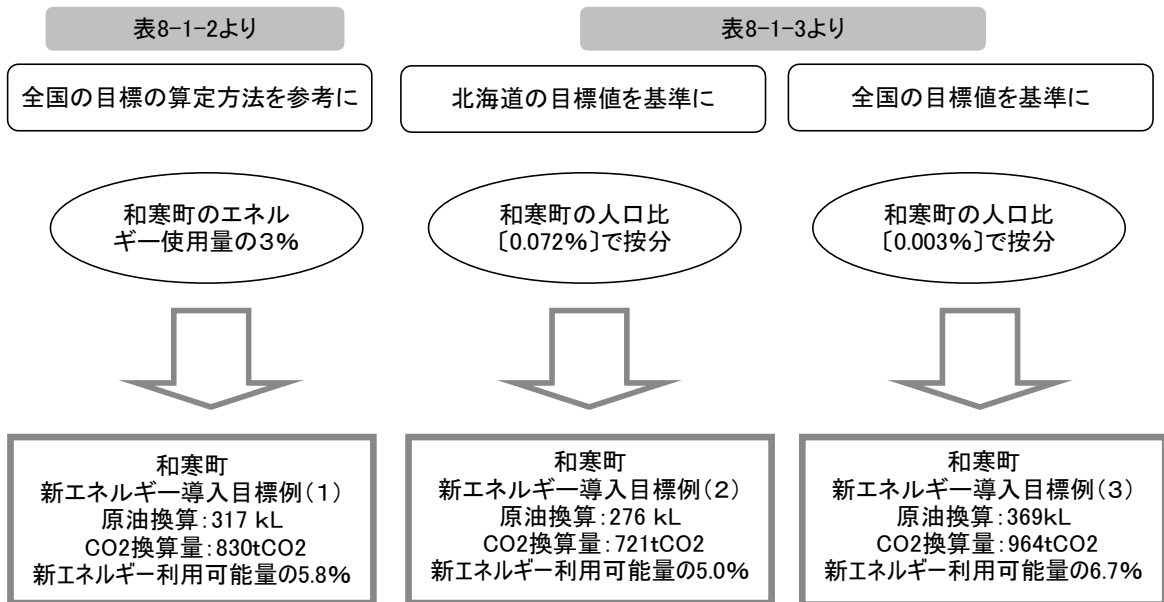 表8-1-2より
表8-1-3より
全国の目標の算定方法を参考に
北海道の目標値を基準に
全国の目標値を基準に
和寒町のエネル
ギー使用量の3%
和寒町の人口比
〔0.072%〕で按分
和寒町の人口比
〔0.003%〕で按分
和寒町
新エネルギー導入目標例(1)
原油換算:317 kL
CO2換算量:830tCO2
新エネルギー利用可能量の5.8%
和寒町
新エネルギー導入目標例(2)
原油換算:276 kL
CO2換算量:721tCO2
新エネルギー利用可能量の5.0%
和寒町
新エネルギー導入目標例(3)
原油換算:369kL
CO2換算量:964tCO2
新エネルギー利用可能量の6.7%